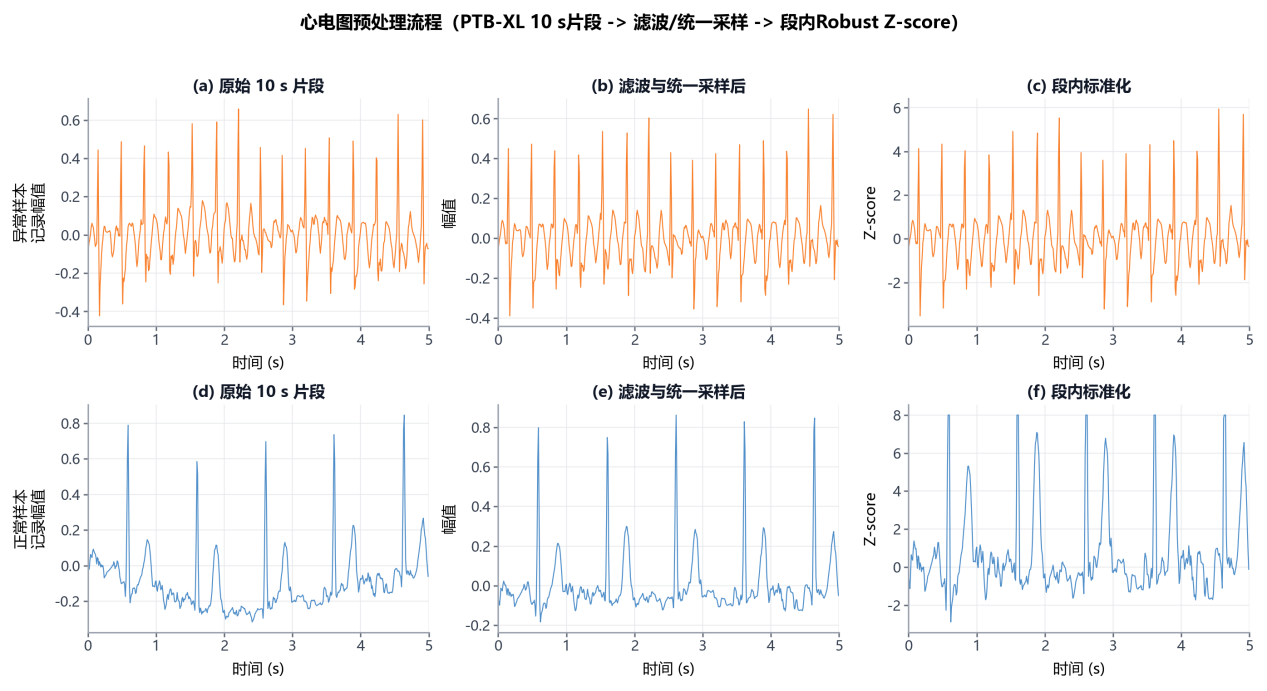 心电图预处理流程（PTB-XL 10 s片段 -> 滤波/统一采样 -> 段内Robust Z-score）
(a) 原始 10 s 片段
异常样本
记录幅值
0.6
0.4
0.2
0.0
-0.2
-0.4
0 1 2 3 4 5
时间 (s)
(b) 滤波与统一采样后
幅值
0.6
0.4
0.2
0.0
-0.2
-0.4
0 1 2 3 4 5
时间 (s)
(c) 段内标准化
Z-score
6
4
2
0
-2
0 1 2 3 4 5
时间 (s)
(d) 原始 10 s 片段
正常样本
记录幅值
0.8
0.6
0.4
0.2
0.0
-0.2
0 1 2 3 4 5
时间 (s)
(e) 滤波与统一采样后
幅值
0.8
0.6
0.4
0.2
0.0
-0.2
0 1 2 3 4 5
时间 (s)
(f) 段内标准化
Z-score
8
6
4
2
0
-2
0 1 2 3 4 5
时间 (s)